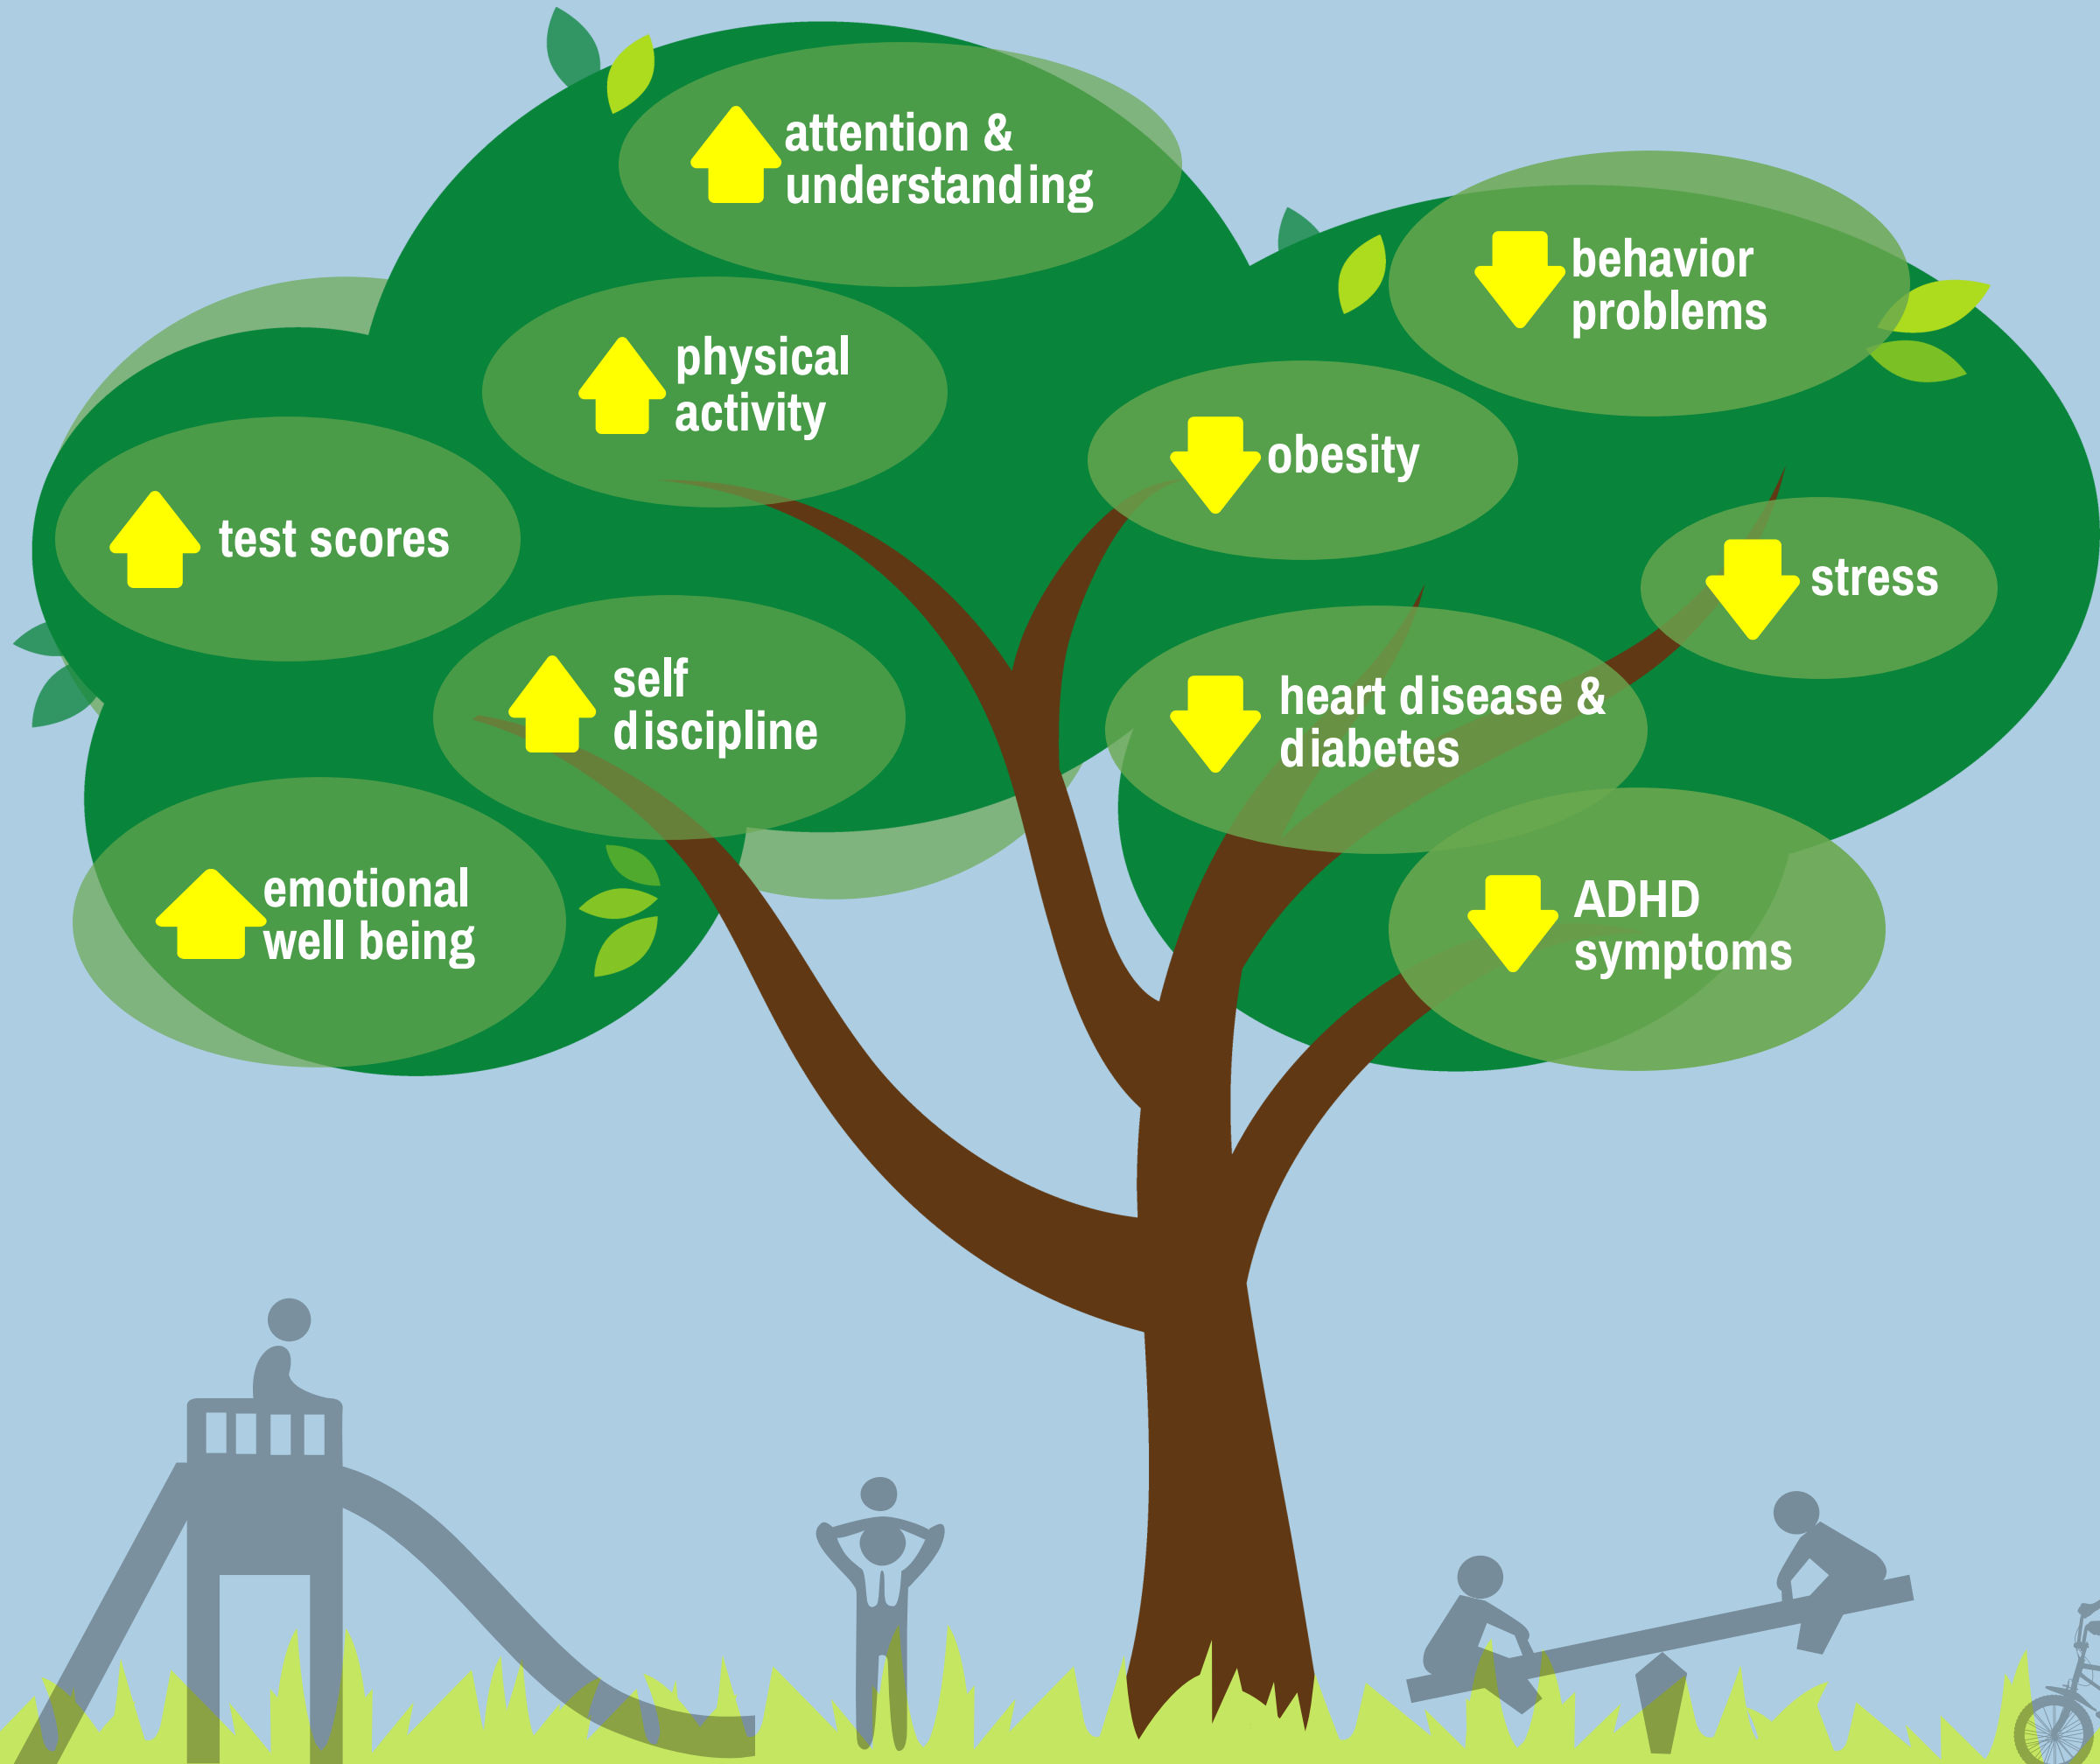 attention &
understanding
physical
activity
test scores
self
discipline
emotional
well being
behavior
problems
obesity
stress
heart disease &
diabetes
ADHD
symptoms